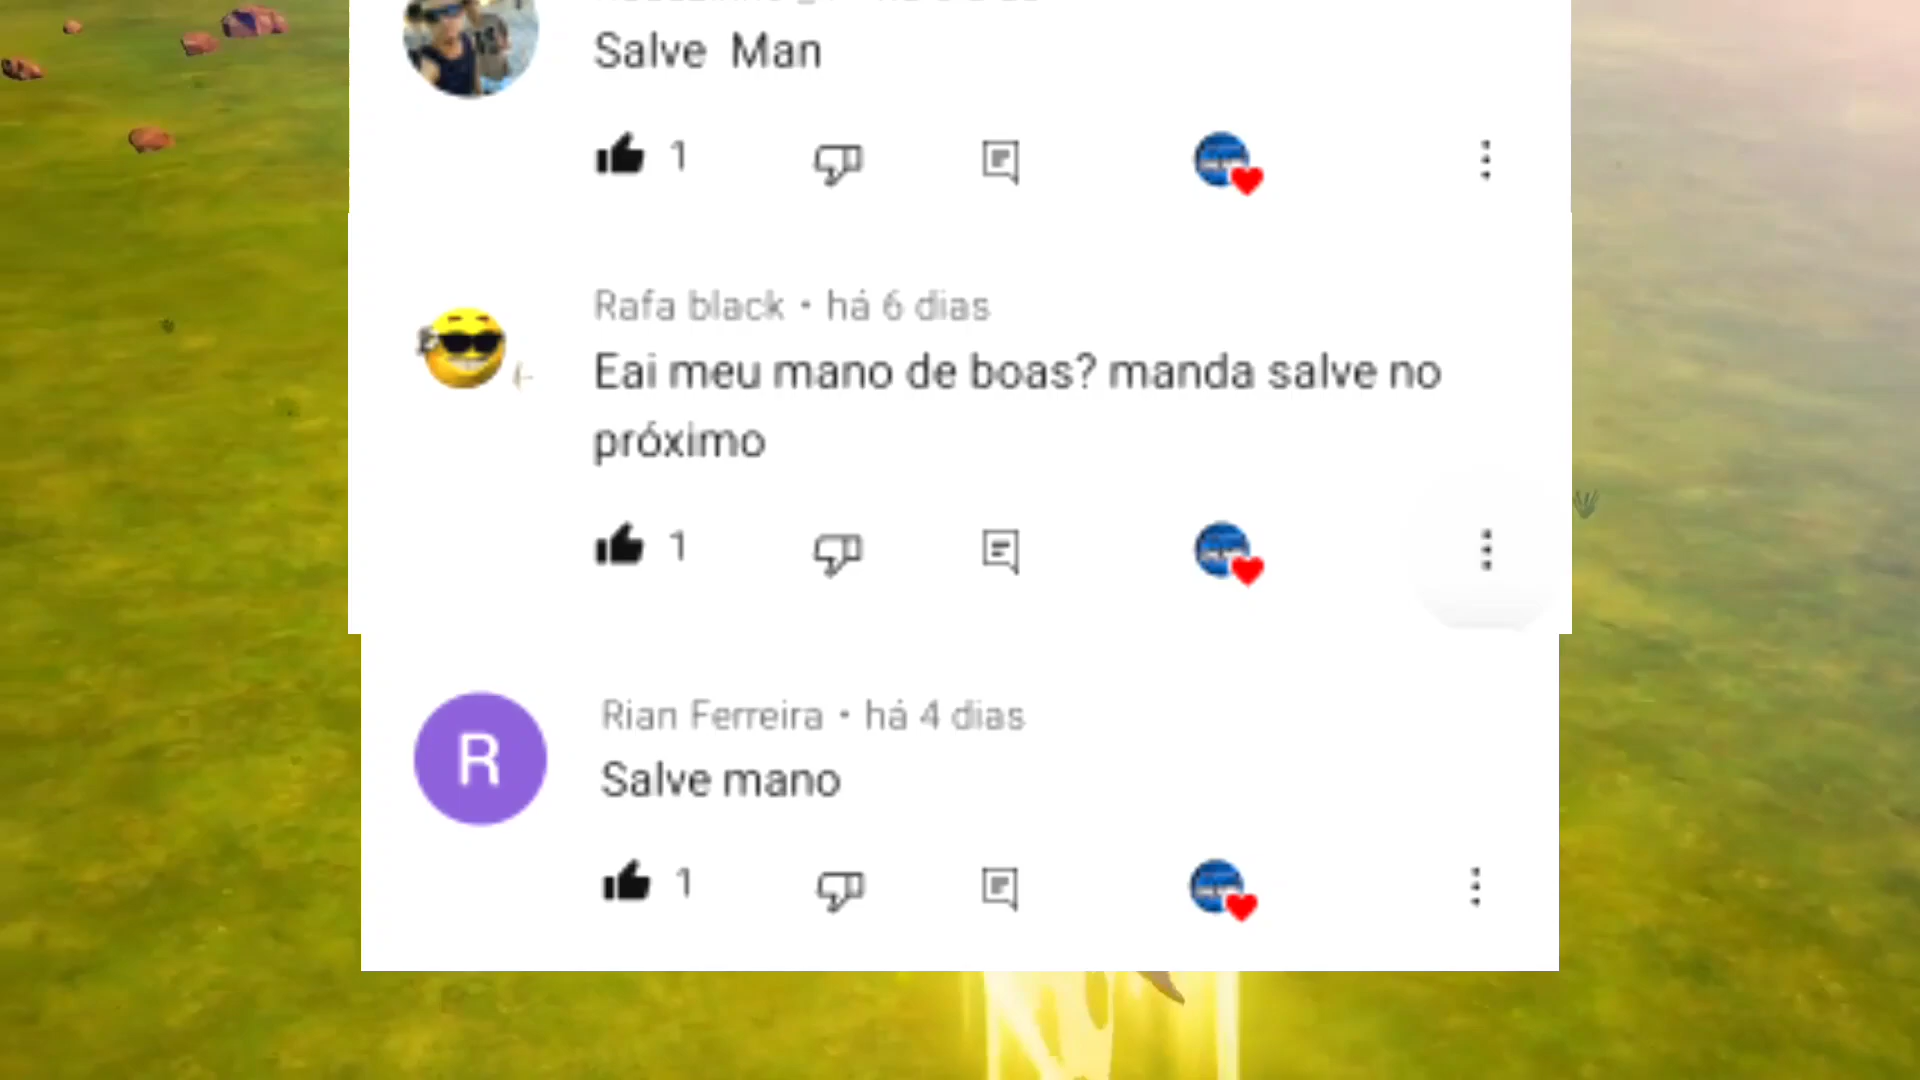 Salve Man
1
Rafa black • há 6 dias
Eai meu mano de boas? manda salve no
próximo
1
R
Rian Ferreira • há 4 dias
Salve mano
1